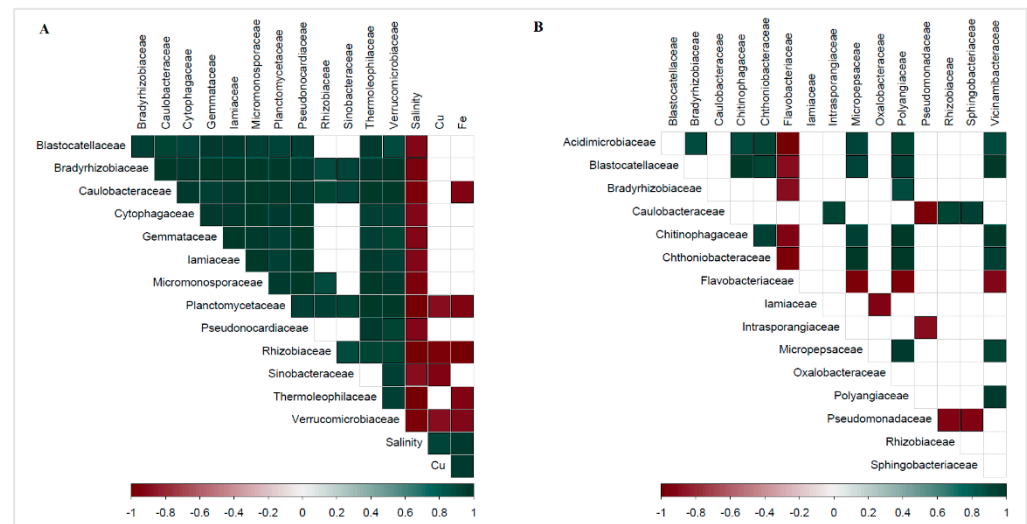 A
Bradyrhizobiaceae
Caulobacteraceae
Cytophagaceae
Gemmataceae
Iamiaceae
Micromonosporaceae
Planctomycetaceae
Pseudonocardiaceae
Rhizobiaceae
Sinobacteraceae
Thermoleophilaceae
Verrucomicrobiaceae
Salinity
Cu
Fe
Blastocatellaceae
Bradyrhizobiaceae
Caulobacteraceae
Cytophagaceae
Gemmataceae
Iamiaceae
Micromonosporaceae
Planctomycetaceae
Pseudonocardiaceae
Rhizobiaceae
Sinobacteraceae
Thermoleophilaceae
Verrucomicrobiaceae
Salinity
Cu
-1 -0.8 -0.6 -0.4 -0.2 0 0.2 0.4 0.6 0.8 1
B
Blastocatellaceae
Bradyrhizobiaceae
Caulobacteraceae
Chitinophagaceae
Chthoniobacteraceae
Flavobacteriaceae
Iamiaceae
Intrasporangiaceae
Micropepsaceae
Oxalobacteraceae
Polyangiaceae
Pseudomonadaceae
Rhizobiaceae
Sphingobacteriaceae
Vicinamibacteraceae
Acidimicrobiaceae
Blastocatellaceae
Bradyrhizobiaceae
Caulobacteraceae
Chitinophagaceae
Chthoniobacteraceae
Flavobacteriaceae
Iamiaceae
Intrasporangiaceae
Micropepsaceae
Oxalobacteraceae
Polyangiaceae
Pseudomonadaceae
Rhizobiaceae
Sphingobacteriaceae
-1 -0.8 -0.6 -0.4 -0.2 0 0.2 0.4 0.6 0.8 1